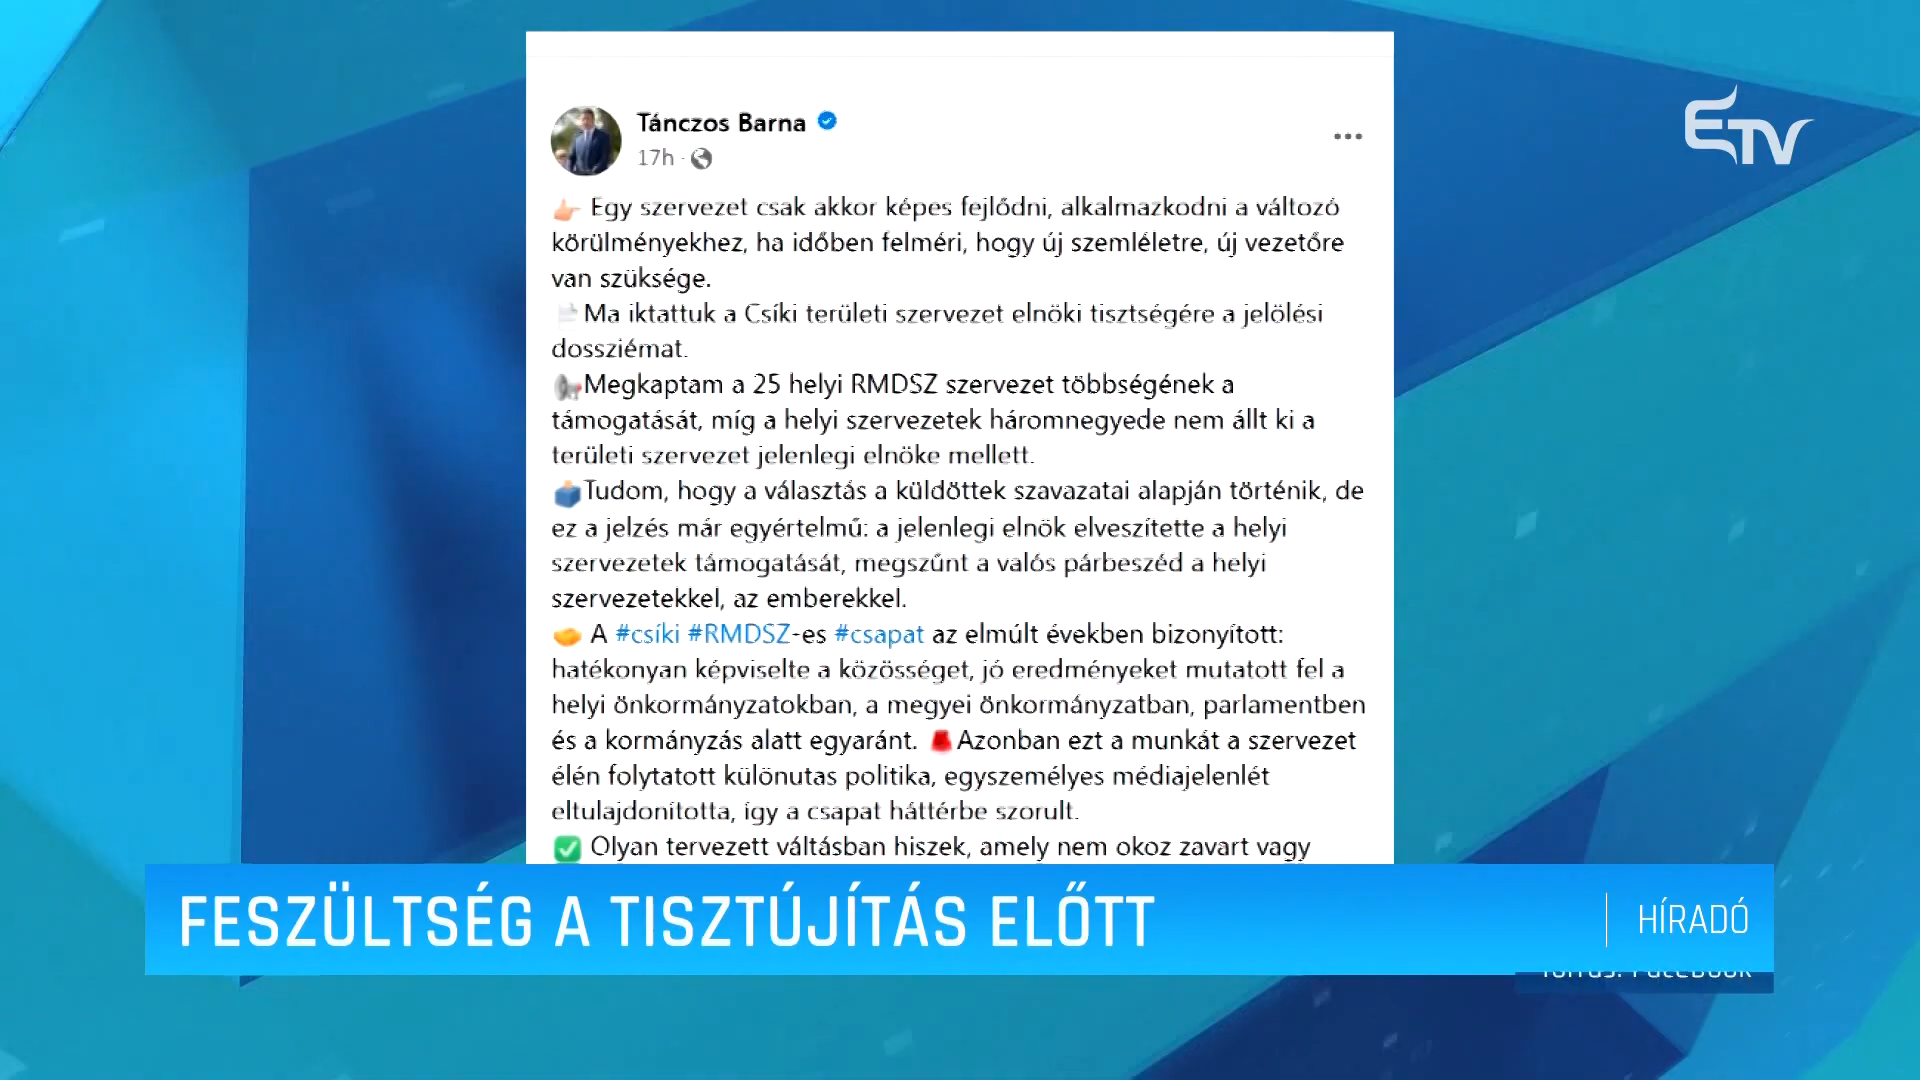 ETV
Tánczos Barna
17h ·
Egy szervezet csak akkor képes fejlődni, alkalmazkodni a változó
körülményekhez, ha időben felméri, hogy új szemléletre, új vezetőre
van szüksége.
Ma iktattuk a Csíki területi szervezet elnöki tisztségére a jelölési
dossziémat.
Megkaptam a 25 helyi RMDSZ szervezet többségének a
támogatását, míg a helyi szervezetek háromnegyede nem állt ki a
területi szervezet jelenlegi elnöke mellett.
Tudom, hogy a választás a küldöttek szavazatai alapján történik, de
ez a jelzés már egyértelmű: a jelenlegi elnök elveszítette a helyi
szervezetek támogatását, megszűnt a valós párbeszéd a helyi
szervezetekkel, az emberekkel.
A #csíki #RMDSZ-es #csapat az elmúlt években bizonyított:
hatékonyan képviselte a közösséget, jó eredményeket mutatott fel a
helyi önkormányzatokban, a megyei önkormányzatban, parlamentben
és a kormányzás alatt egyaránt. Azonban ezt a munkát a szervezet
élén folytatott különutas politika, egyszemélyes médiajelenlét
eltulajdonította, így a csapat háttérbe szorult.
Olyan tervezett váltásban hiszek, amely nem okoz zavart vagy
FESZÜLTSÉG A TISZTÚJÍTÁS ELŐTT
HÍRADÓ
forrás: Facebook